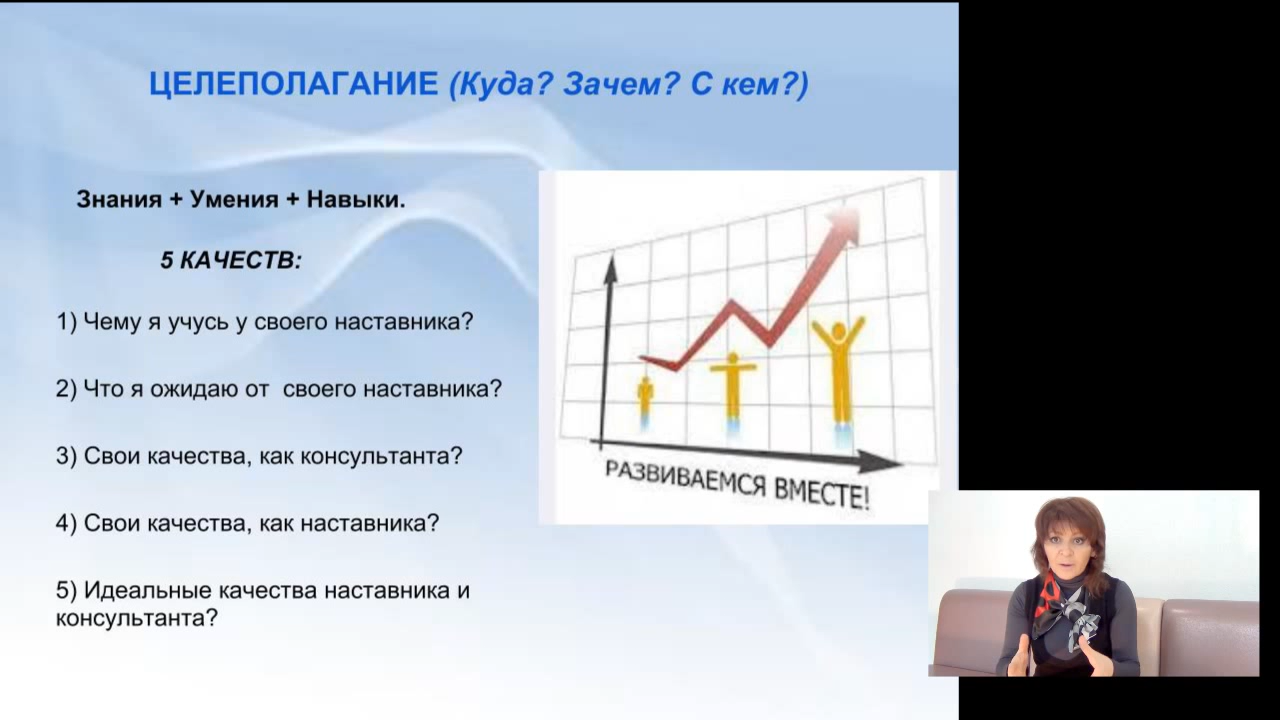 ЦЕЛЕПОЛАГАНИЕ (Куда? Зачем? С кем?)
Знания + Умения + Навыки.
5 КАЧЕСТВ:
1) Чему я учусь у своего наставника?
2) Что я ожидаю от  своего наставника?
3) Свои качества, как консультанта?
4) Свои качества, как наставника?
5) Идеальные качества наставника и
консультанта?
РАЗВИВАЕМСЯ ВМЕСТЕ!